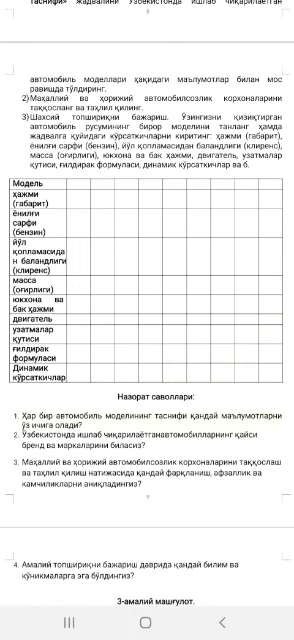 таснифи» жадвалини Ўзбекистонда ишлаб чиқарилаётган
8
автомобиль моделлари ҳақидаги маълумотлар билан мос
равишда тўлдиринг.
2) Маҳаллий ва хорижий автомобилсозлик корхоналарини
таққосланг ва таҳлил қилинг.
3) Шахсий топшириқни бажариш. Ўзингизни қизиқтирган
автомобиль русумининг бирор моделини танланг ҳамда
жадвалга қуйидаги кўрсаткичларни киритинг: ҳажми (габарит),
ёнилғи сарфи (бензин), йўл қопламасидан баландлиги (клиренс),
масса (оғирлиги), юкхона ва бак ҳажми, двигатель, узатмалар
қутиси, ғилдирак формуласи, динамик кўрсаткичлар ва б.
Модель
ҳажми
(габарит)
ёнилғи
сарфи
(бензин)
йўл
қопламасида
н баландлиги
(клиренс)
масса
(оғирлиги)
юкхона ва
бак ҳажми
двигатель
узатмалар
қутиси
ғилдирак
формуласи
Динамик
кўрсаткичлар
Назорат саволлари:
1. Ҳар бир автомобиль моделининг таснифи қандай маълумотларни
ўз ичига олади?
2. Ўзбекистонда ишлаб чиқарилаётганавтомобилларнинг қайси
бренд ва маркаларини биласиз?
3. Маҳаллий ва хорижий автомобилсозлик корхоналарини таққослаш
ва таҳлил қилиш натижасида қандай фарқланиш, афзаллик ва
камчиликларни аниқладингиз?
9
4. Амалий топшириқни бажариш даврида қандай билим ва
кўникмаларга эга бўлдингиз?
3-амалий машғулот.